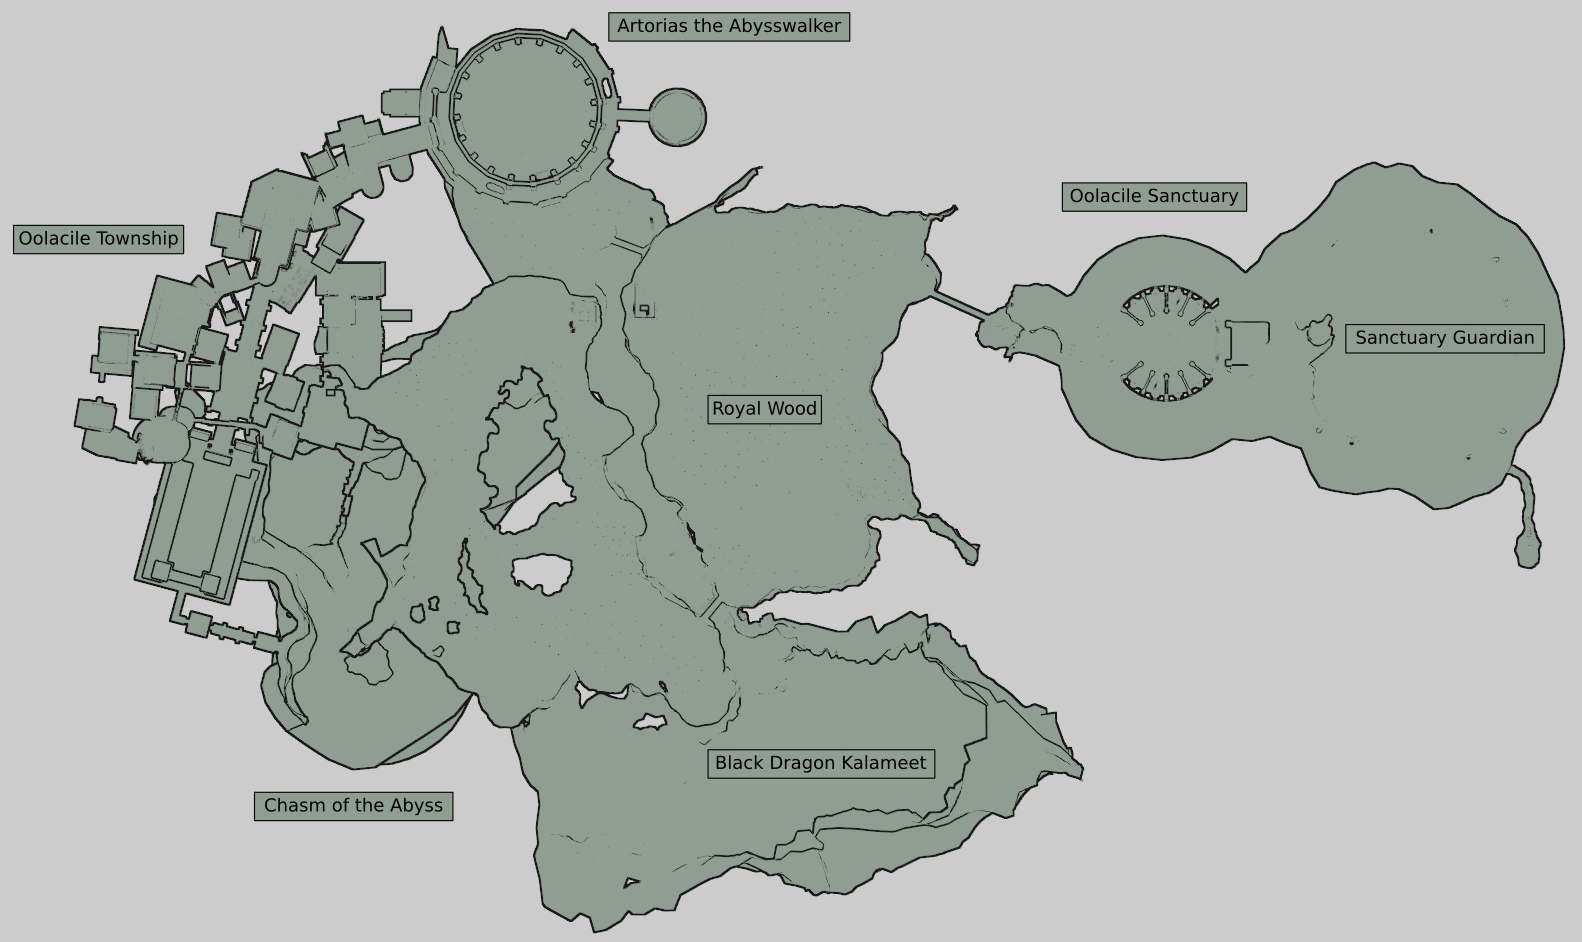 Artorias the Abysswalker
Oolacile Sanctuary
Oolacile Township
Sanctuary Guardian
Royal Wood
Black Dragon Kalameet
Chasm of the Abyss